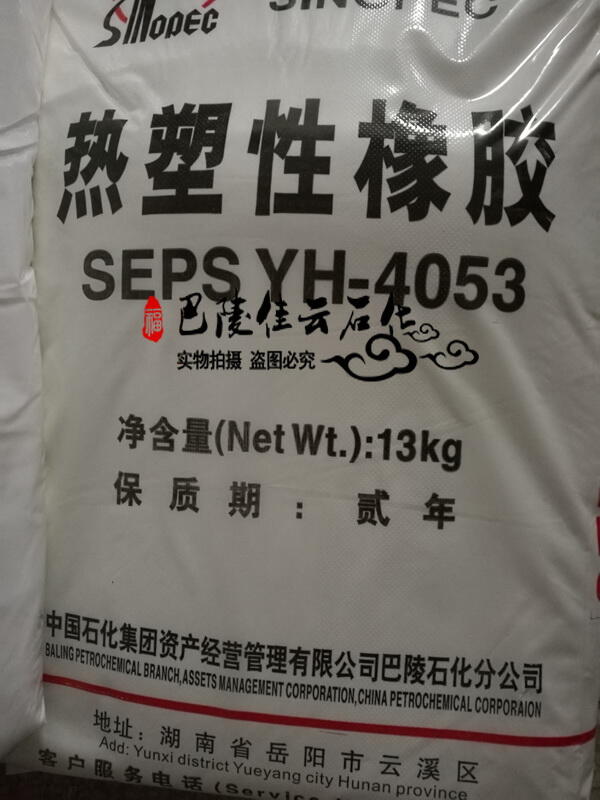 SINOPEC SINOPEC
热塑性橡胶
SEPS YH-4053
福 巴陵佳云石化
实物拍摄 盗图必究
净含量(Net Wt.):13kg
保质期：贰年
中国石化集团资产经营管理有限公司巴陵石化分公司
BALING PETROCHEMICAL BRANCH,ASSETS MANAGEMENT CORPORATION,CHINA PETROCHEMICAL CORPORAION
地址：湖南省岳阳市云溪区
Add: Yunxi district Yueyang city Hunan province
客户服务电话(Service